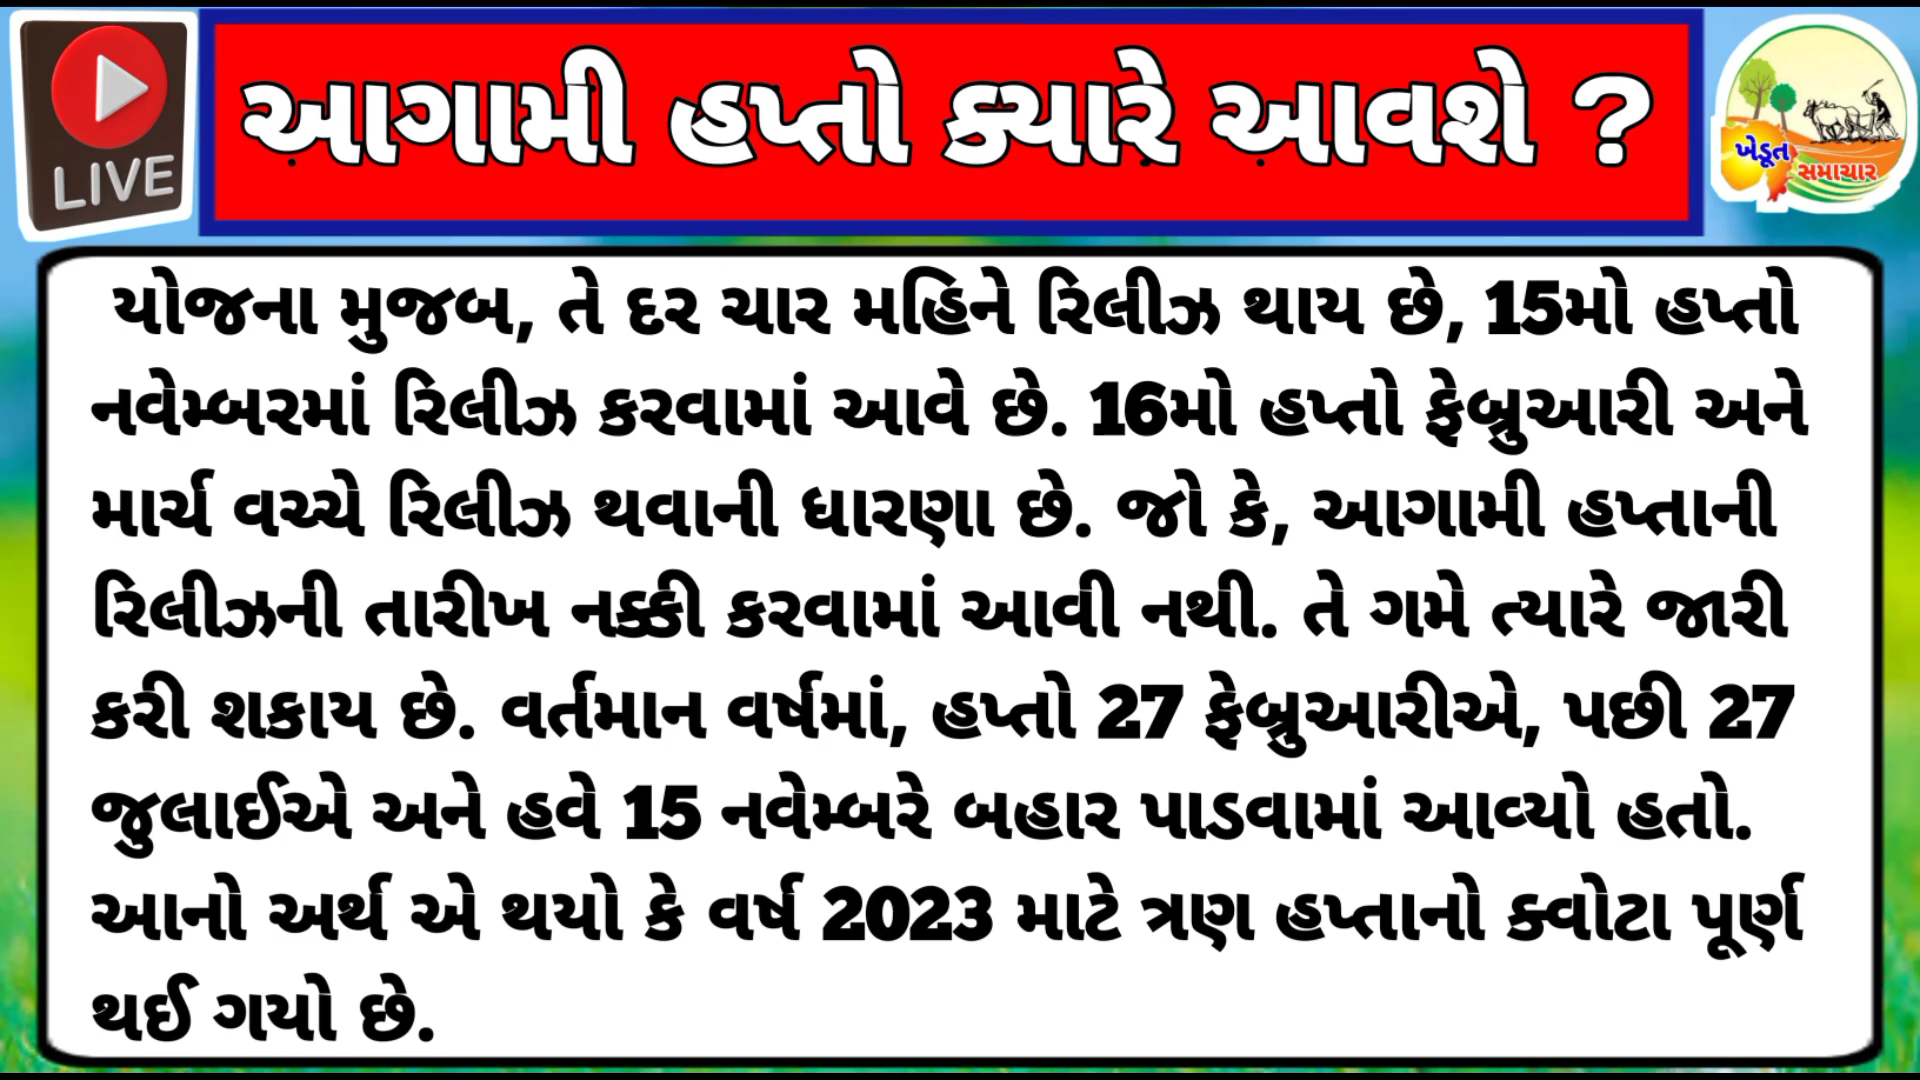 LIVE
આગામી હપ્તો ક્યારે આવશે ?
ખેડૂત
સમાચાર
યોજના મુજબ, તે દર ચાર મહિને રિલીઝ થાય છે, 15મો હપ્તો
નવેમ્બરમાં રિલીઝ કરવામાં આવે છે. 16મો હપ્તો ફેબ્રુઆરી અને
માર્ચ વચ્ચે રિલીઝ થવાની ધારણા છે. જો કે, આગામી હપ્તાની
રિલીઝની તારીખ નક્કી કરવામાં આવી નથી. તે ગમે ત્યારે જારી
કરી શકાય છે. વર્તમાન વર્ષમાં, હપ્તો 27 ફેબ્રુઆરીએ, પછી 27
જુલાઈએ અને હવે 15 નવેમ્બરે બહાર પાડવામાં આવ્યો હતો.
આનો અર્થ એ થયો કે વર્ષ 2023 માટે ત્રણ હપ્તાનો ક્વોટા પૂર્ણ
થઈ ગયો છે.